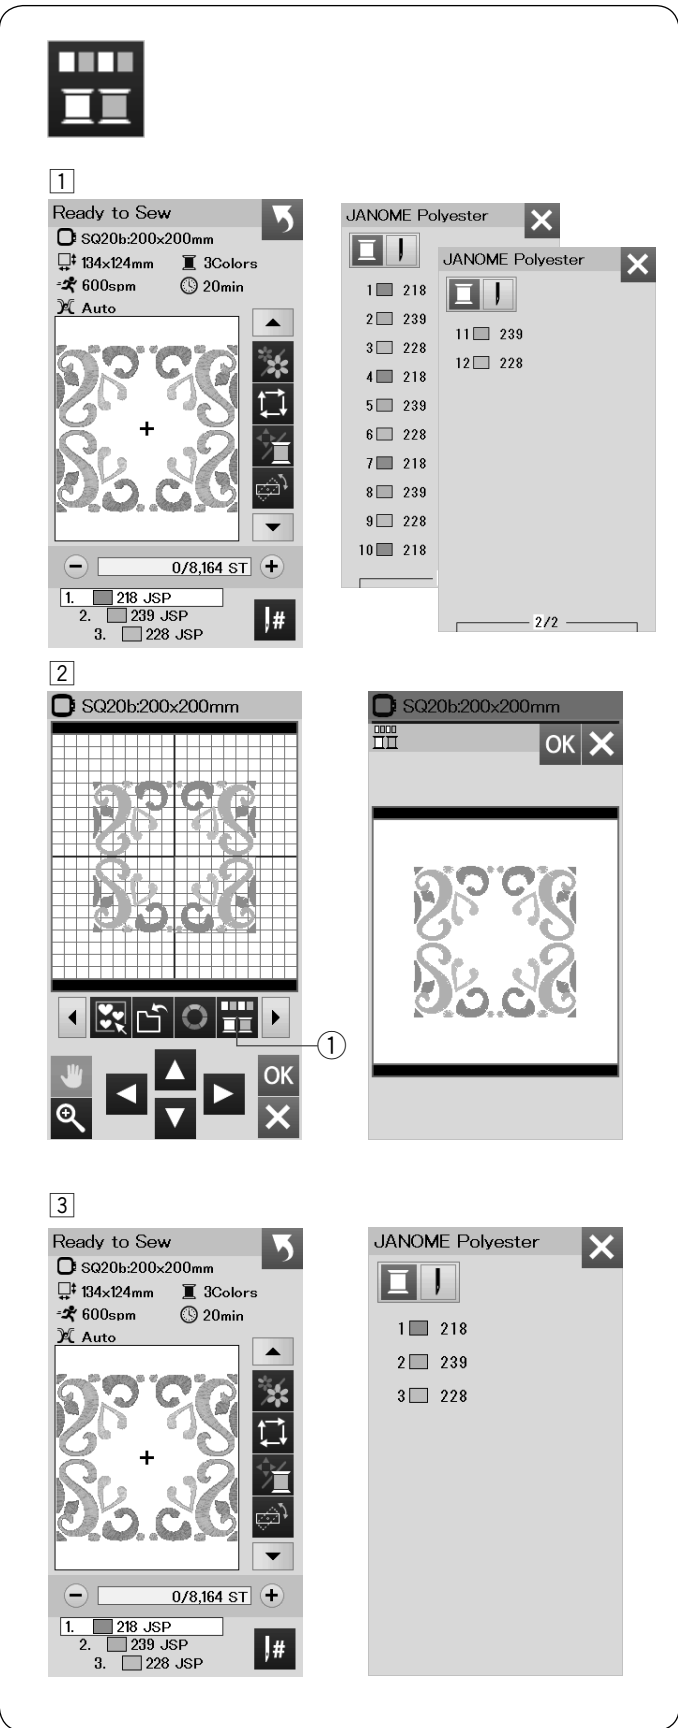 1
Ready to Sew
SQ20b:200x200mm
134x124mm 3Colors
600spm 20min
Auto
0/8,164 ST
1. 218 JSP
2. 239 JSP
3. 228 JSP
#
JANOME Polyester
1 218
2 239
3 228
4 218
5 239
6 228
7 218
8 239
9 228
10 218
JANOME Polyester
11 239
12 228
2/2
2
SQ20b:200x200mm
1
OK
SQ20b:200x200mm
OK
3
Ready to Sew
SQ20b:200x200mm
134x124mm 3Colors
600spm 20min
Auto
0/8,164 ST
1. 218 JSP
2. 239 JSP
3. 228 JSP
#
JANOME Polyester
1 218
2 239
3 228